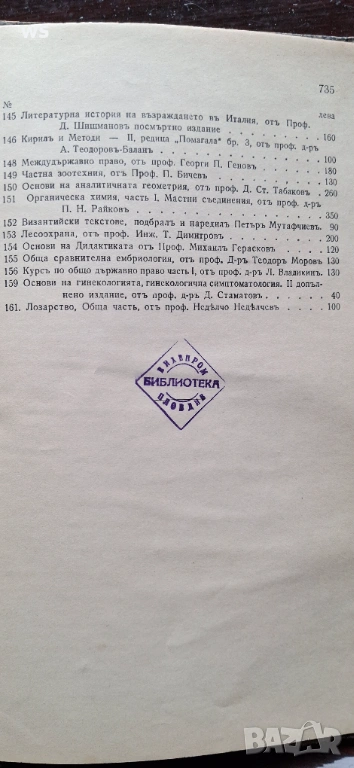 WS
735
№ лева
145 Литературна история на възраждането въ Италия, отъ Проф.
Д. Шишмановъ посмъртно издание . . . . . . . 160
146 Кирилъ и Методи — II, редица „Помагала" бр. 3, отъ проф. д-ръ
А. Теодоровъ-Баланъ . . . . . . . . . . 100
148 Междудържавно право, отъ проф. Георги П. Геновъ . . . . . 180
149 Частна зоотехния, отъ Проф. П. Бичевъ . . . . . . . 130
150 Основи на аналитичната геометрия, отъ проф. Д. Ст. Табаковъ . 260
151 Органическа химия, часть I, Мастни съединения, отъ проф. д-ръ
П. Н. Райковъ . . . . . . . . . . . . 350
152 Византийски текстове, подбралъ и наредилъ Петъръ Мутафчиевъ. 90
153 Лесоохрана, отъ проф. Инж. Т. Димитровъ . . . . . . . 200
154 Основи на Дидактиката отъ Проф. Михаилъ Герасковъ . . . . 120
155 Обща сравнителна ембриология, отъ Проф. Д-ръ Теодоръ Моровъ 130
156 Курсъ по общо държавно право часть I, отъ проф. д-ръ Л. Владикинъ 130
159 Основи на гинекологията, гинекологична симптоматология. II допъл-
нено издание, отъ проф. д-ръ Д. Стаматовъ . . . . . 40
161. Лозарство, Обща часть, отъ проф. Недѣлчо Недѣлчевъ . . . 100
БИБЛИОТЕКА
ПЛОВДИВ
BAZAR